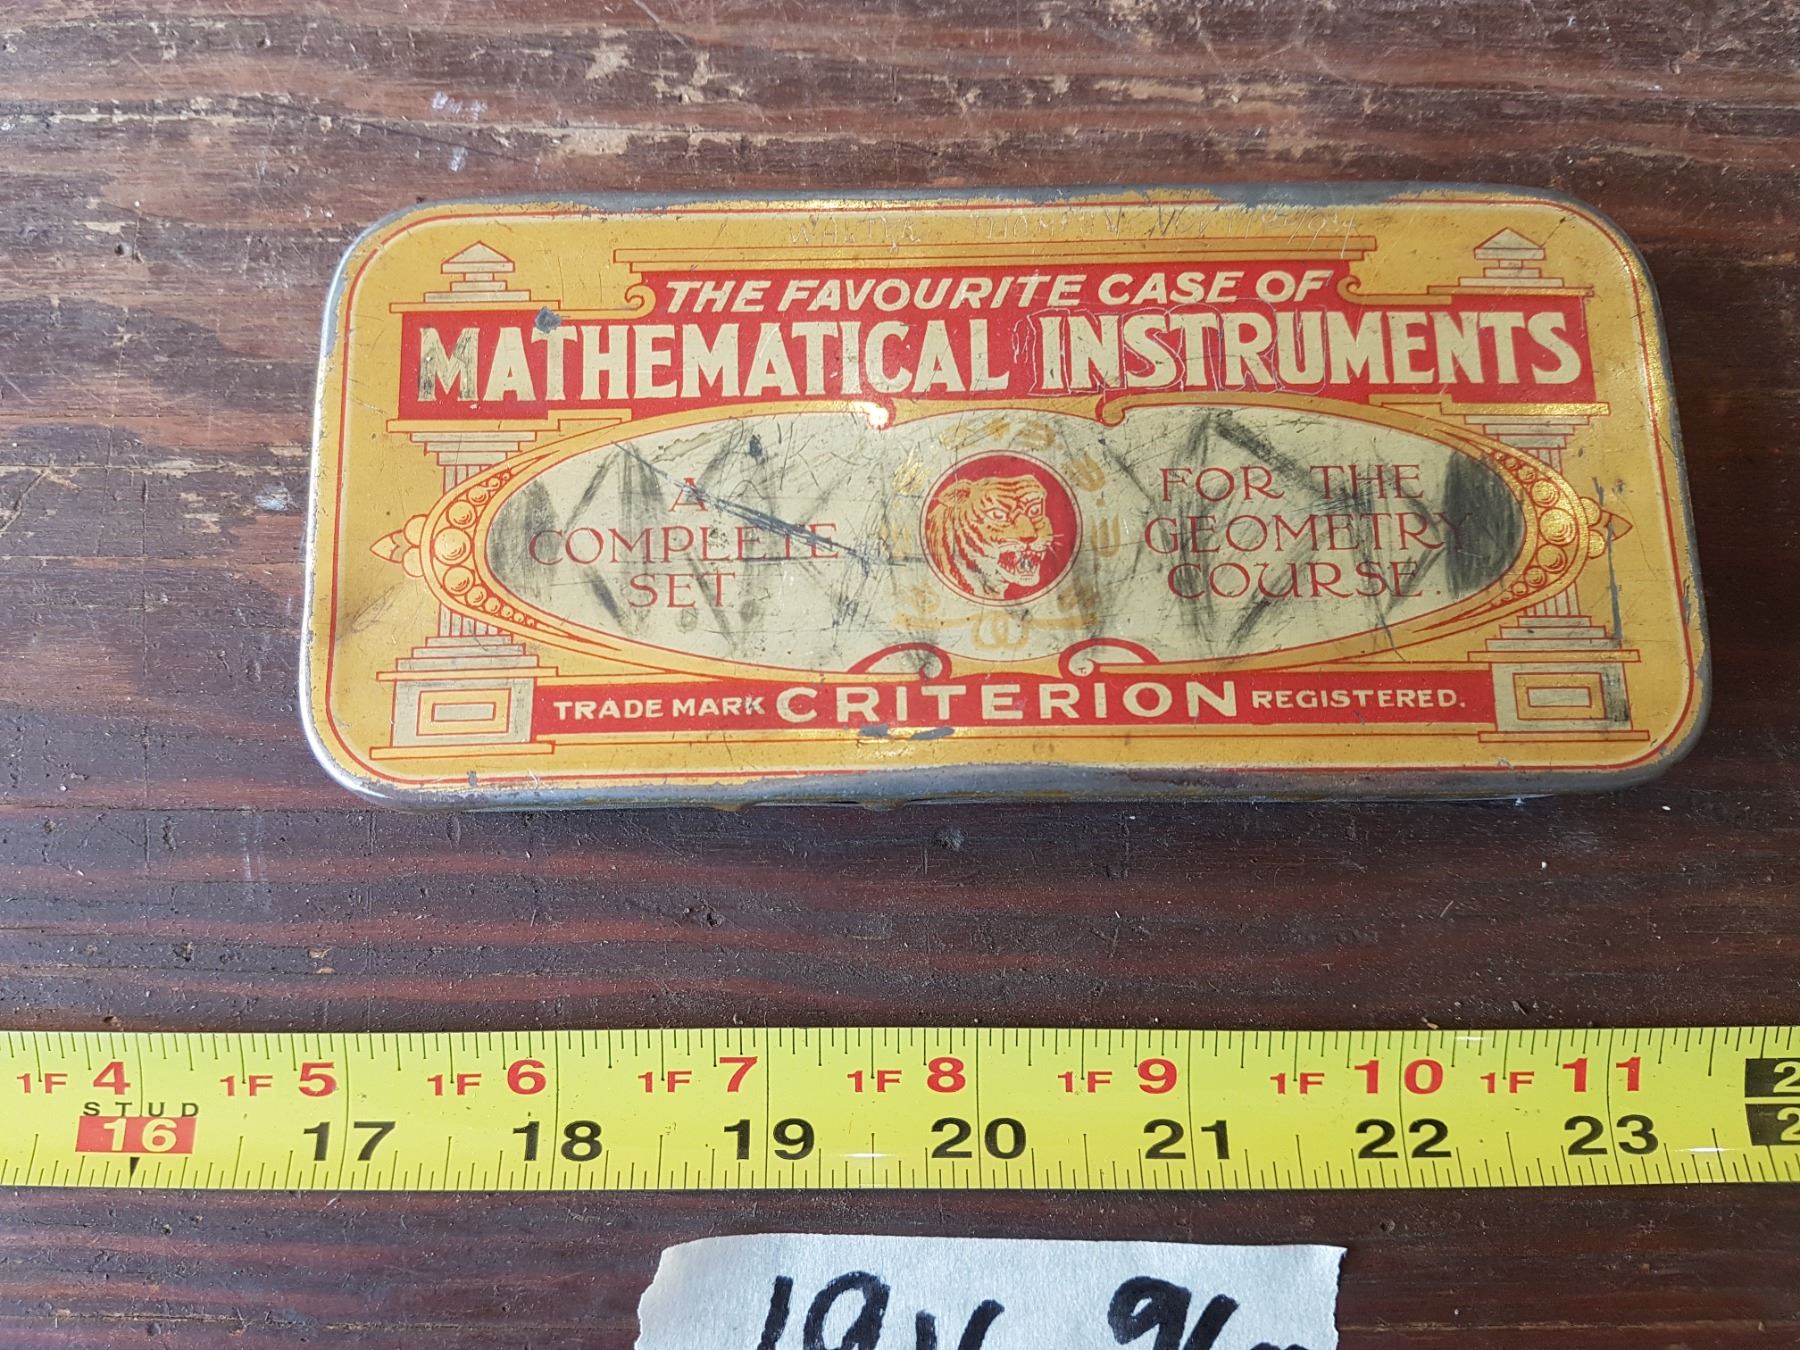 WALTER THOMPSON
THE FAVOURITE CASE OF
MATHEMATICAL INSTRUMENTS
A
COMPLETE
SET
FOR THE
GEOMETRY
COURSE.
TRADE MARK CRITERION REGISTERED.
1F 4 1F 5 1F 6 1F 7 1F 8 1F 9 1F 10 1F 11
STUD
16 17 18 19 20 21 22 23